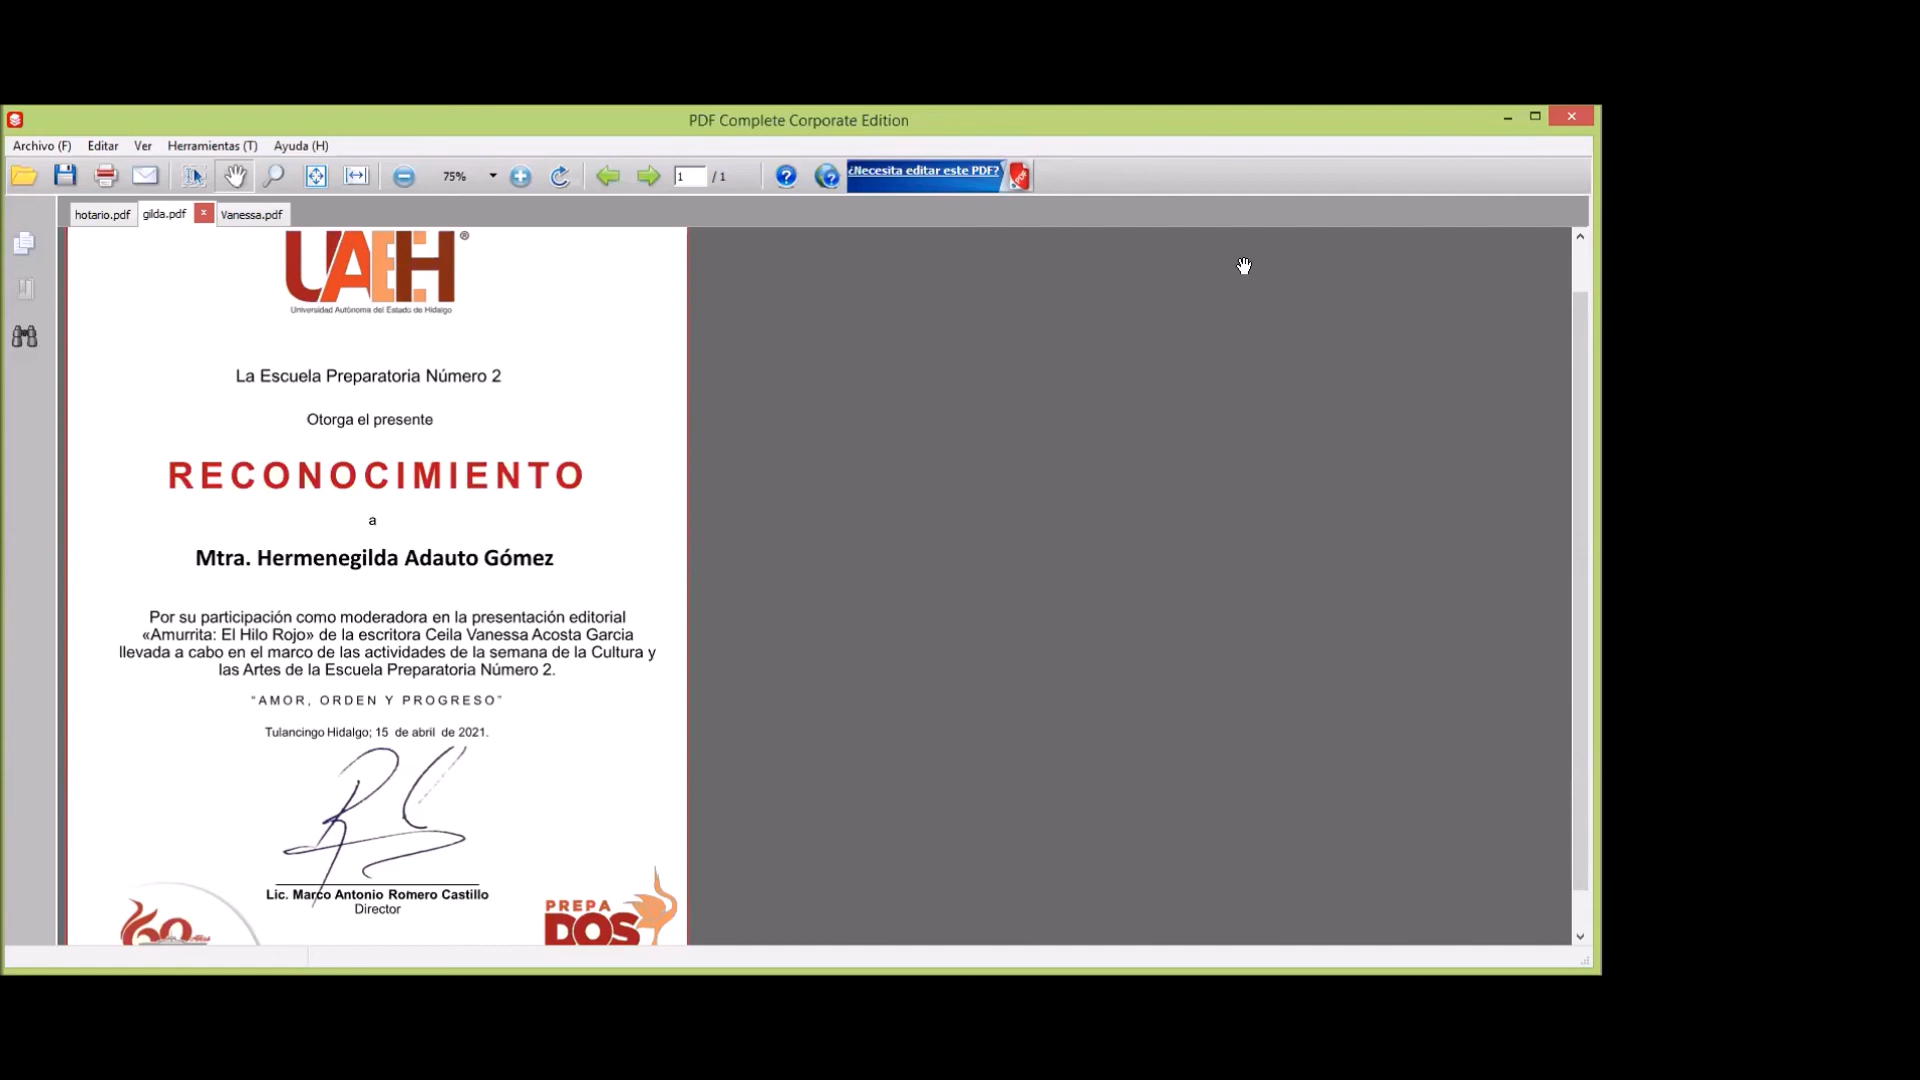 PDF Complete Corporate Edition
Archivo (F) Editar Ver Herramientas (T) Ayuda (H)
75% 1 / 1 ¿Necesita editar este PDF?
hotario.pdf gilda.pdf Vanessa.pdf
UAEH ®
Universidad Autónoma del Estado de Hidalgo
La Escuela Preparatoria Número 2
Otorga el presente
RECONOCIMIENTO
a
Mtra. Hermenegilda Adauto Gómez
Por su participación como moderadora en la presentación editorial
«Amurrita: El Hilo Rojo» de la escritora Ceila Vanessa Acosta Garcia
llevada a cabo en el marco de las actividades de la semana de la Cultura y
las Artes de la Escuela Preparatoria Número 2.
"AMOR, ORDEN Y PROGRESO"
Tulancingo Hidalgo; 15 de abril de 2021.
Lic. Marco Antonio Romero Castillo
Director
60
PREPA
DOS